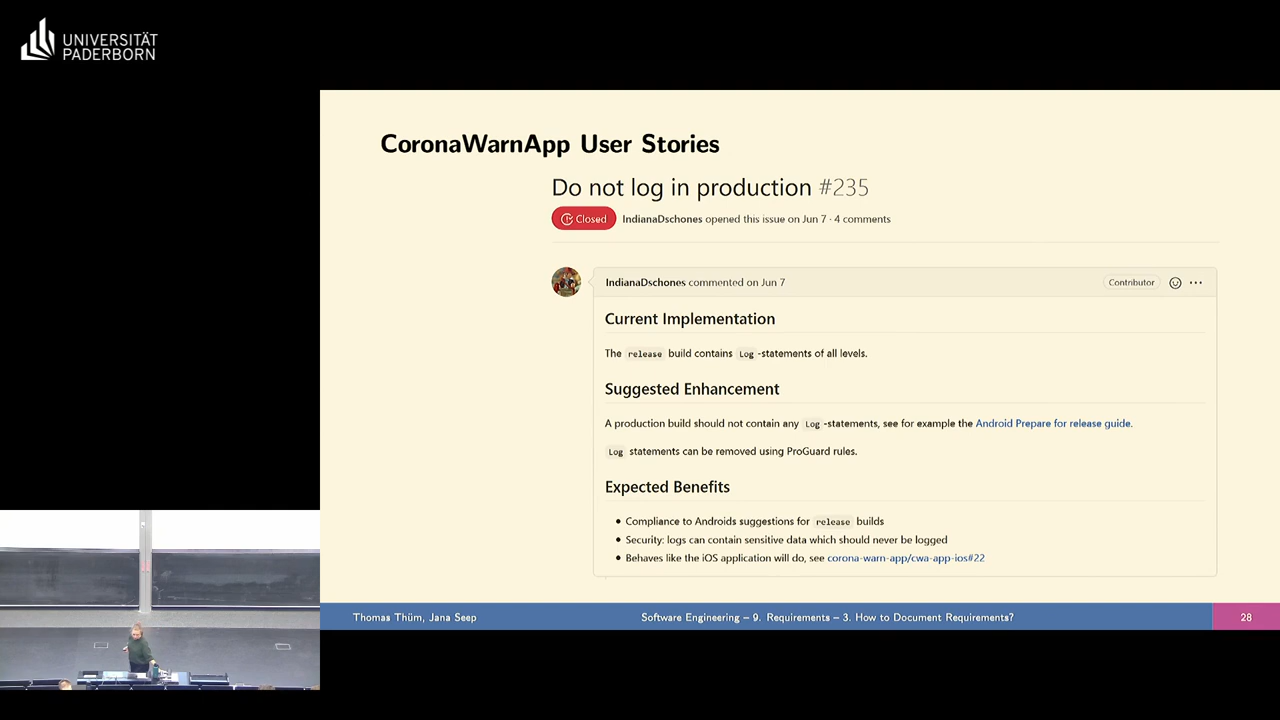 UNIVERSITÄT
PADERBORN
CoronaWarnApp User Stories
Do not log in production #235
Closed IndianaDschones opened this issue on Jun 7 · 4 comments
IndianaDschones commented on Jun 7 Contributor
Current Implementation
The release build contains Log -statements of all levels.
Suggested Enhancement
A production build should not contain any Log -statements, see for example the Android Prepare for release guide.
Log statements can be removed using ProGuard rules.
Expected Benefits
• Compliance to Androids suggestions for release builds
• Security: logs can contain sensitive data which should never be logged
• Behaves like the iOS application will do, see corona-warn-app/cwa-app-ios#22
Thomas Thüm, Jana Seep Software Engineering – 9. Requirements – 3. How to Document Requirements? 28